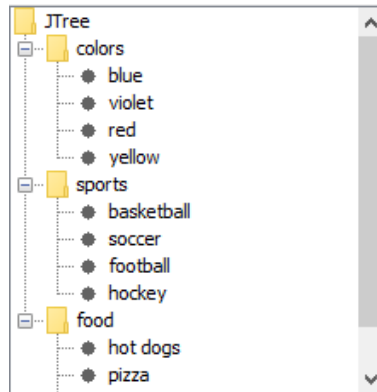 JTree
colors
blue
violet
red
yellow
sports
basketball
soccer
football
hockey
food
hot dogs
pizza